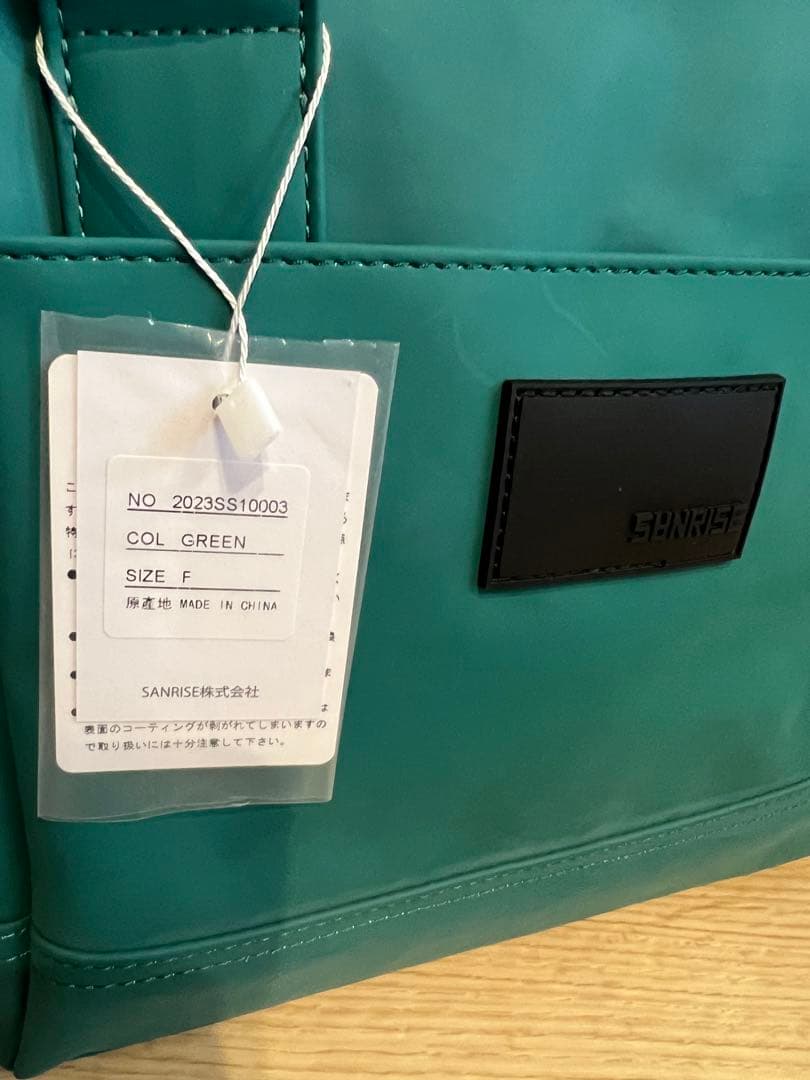 NO 2023SS10003
COL GREEN
SIZE F
原産地 MADE IN CHINA
SANRISE株式会社
表面のコーティングが剥がれてしまいますの
で取り扱いには十分注意して下さい。
SANRISE